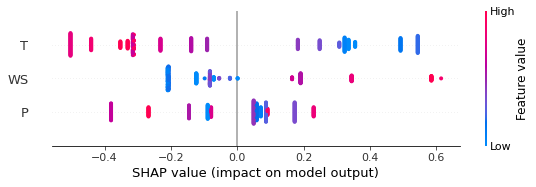 High
T
WS
P
Feature value
Low
−0.4 −0.2 0.0 0.2 0.4 0.6
SHAP value (impact on model output)